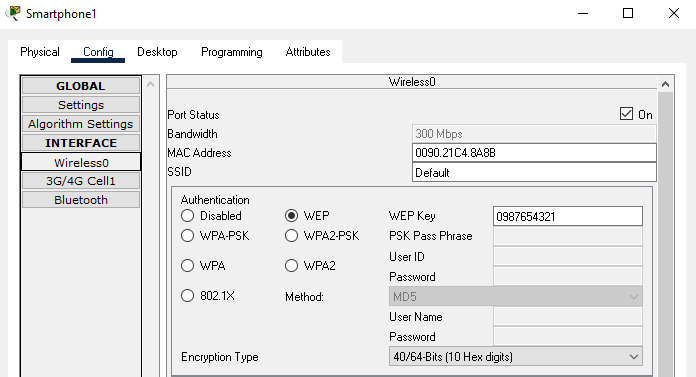 Smartphone1
Physical Config Desktop Programming Attributes
GLOBAL
Settings
Algorithm Settings
INTERFACE
Wireless0
3G/4G Cell1
Bluetooth
Wireless0
Port Status On
Bandwidth 300 Mbps
MAC Address 0090.21C4.8A8B
SSID Default
Authentication
Disabled WEP WEP Key 0987654321
WPA-PSK WPA2-PSK PSK Pass Phrase
User ID
WPA WPA2 Password
802.1X Method: MD5
User Name
Password
Encryption Type 40/64-Bits (10 Hex digits)